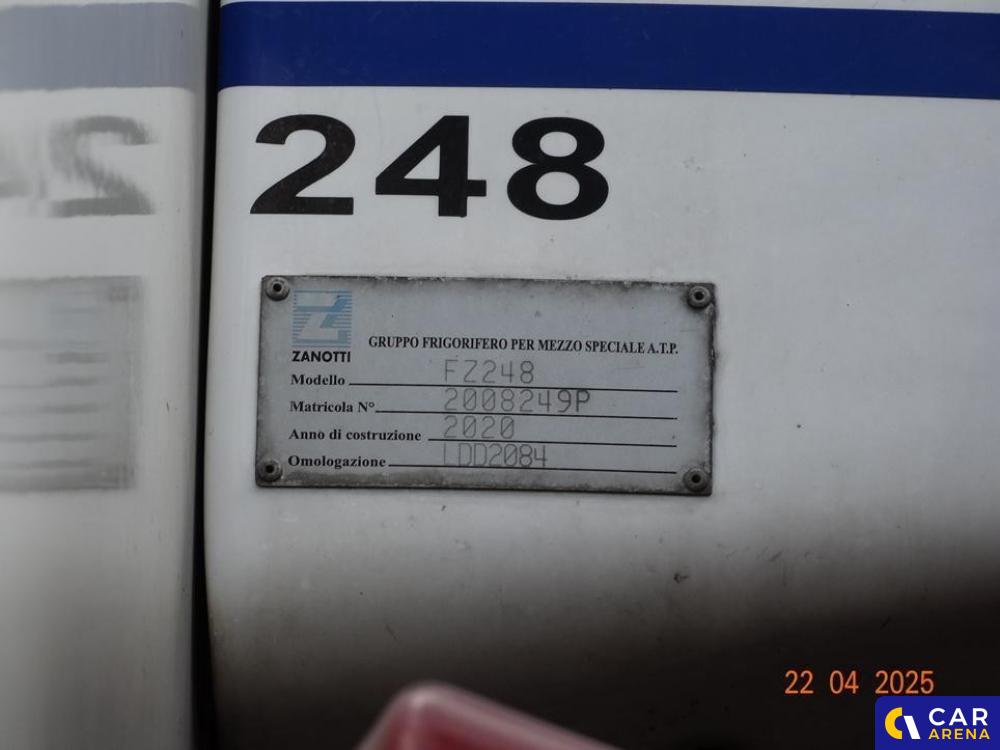 248
ZANOTTI
GRUPPO FRIGORIFERO PER MEZZO SPECIALE A.T.P.
Modello FZ248
Matricola N° 2008249P
Anno di costruzione 2020
Omologazione LDD2084
22 04 2025
CAR
ARENA